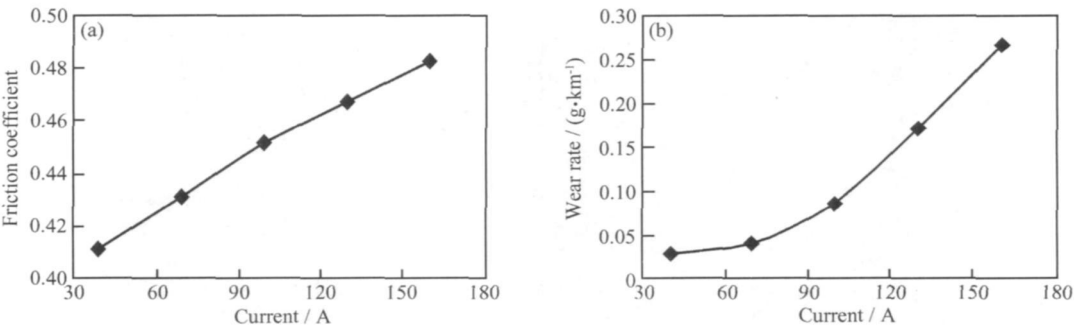 (a)
Friction coefficient
0.50
0.48
0.46
0.44
0.42
0.40
30 60 90 120 150 180
Current / A
(b)
Wear rate / (g•km⁻¹)
0.30
0.25
0.20
0.15
0.10
0.05
0
30 60 90 120 150 180
Current / A